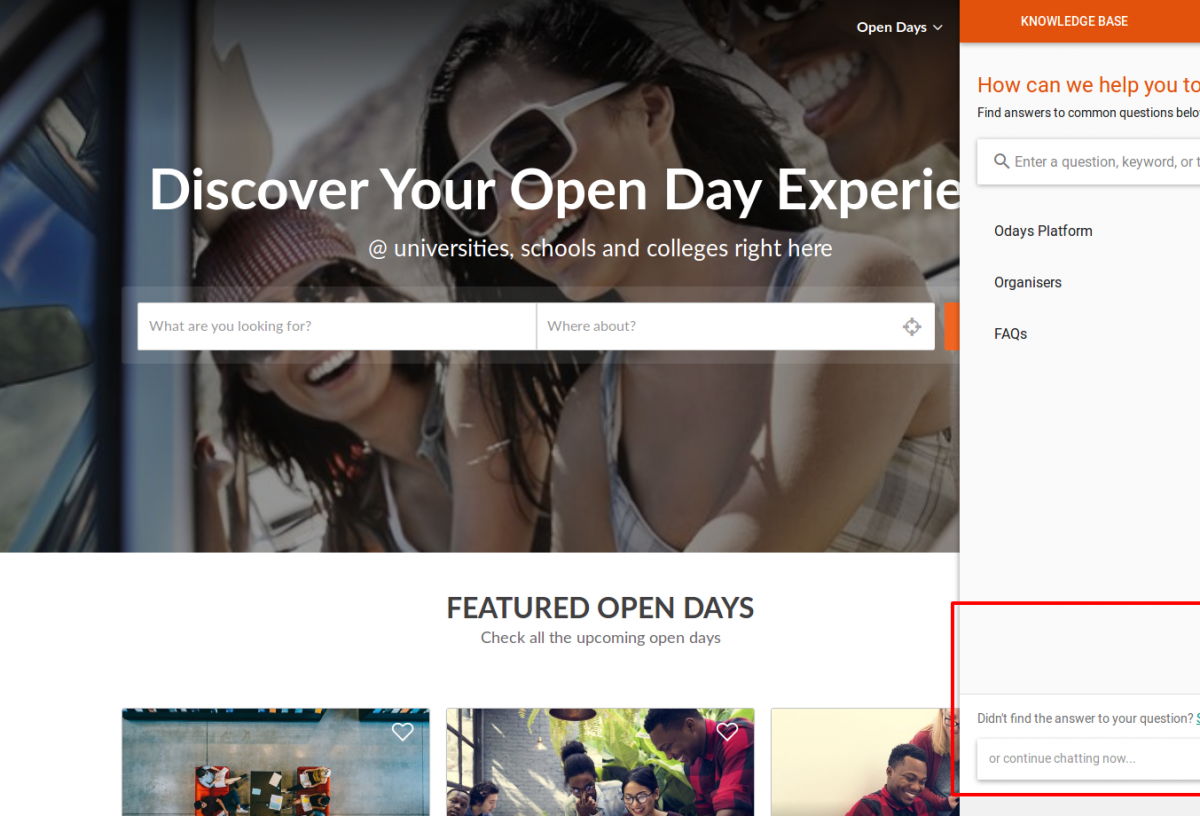 Open Days
Discover Your Open Day Experie
@ universities, schools and colleges right here
What are you looking for?
Where about?
FEATURED OPEN DAYS
Check all the upcoming open days
KNOWLEDGE BASE
How can we help you to
Find answers to common questions belo
Enter a question, keyword, or t
Odays Platform
Organisers
FAQs
Didn't find the answer to your question? S
or continue chatting now...